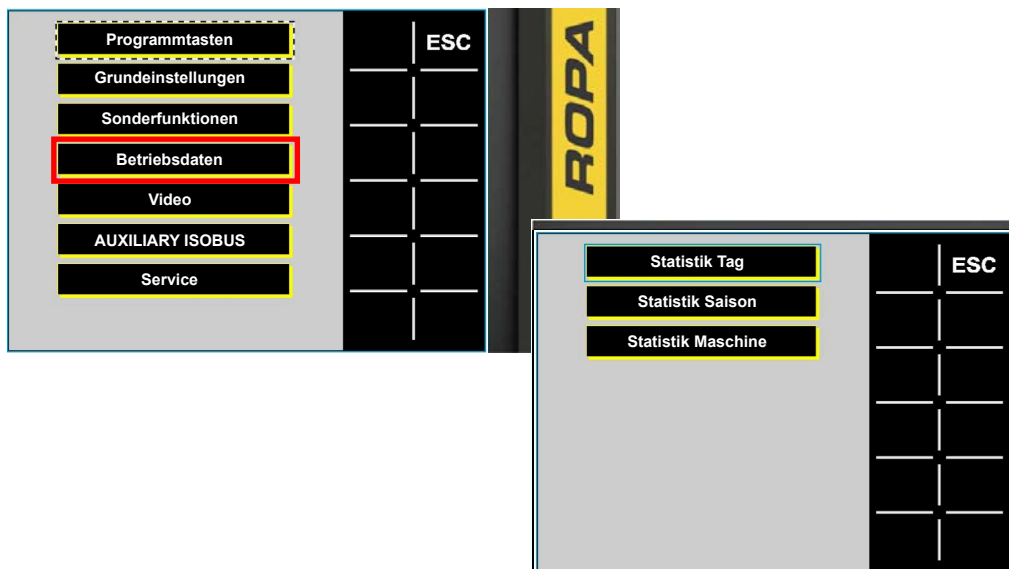 Programmtasten
ESC
Grundeinstellungen
Sonderfunktionen
Betriebsdaten
Video
AUXILIARY ISOBUS
Service
ROPA
Statistik Tag
ESC
Statistik Saison
Statistik Maschine